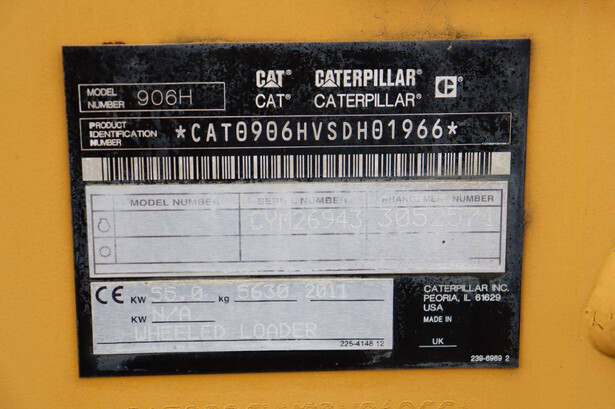 MODEL NUMBER 906H
CAT® CATERPILLAR® C
CAT® CATERPILLAR®
PRODUCT IDENTIFICATION NUMBER *CAT0906HVSDH01966*
MODEL NUMBER SERIAL NUMBER ARRANGEMENT NUMBER
CYM26943 3052571
CE KW 55.0 kg 5630 2011
KW N/A
WHEELED LOADER
225-4148 12
CATERPILLAR INC.
PEORIA, IL 61629
USA
MADE IN
UK
239-6969 2